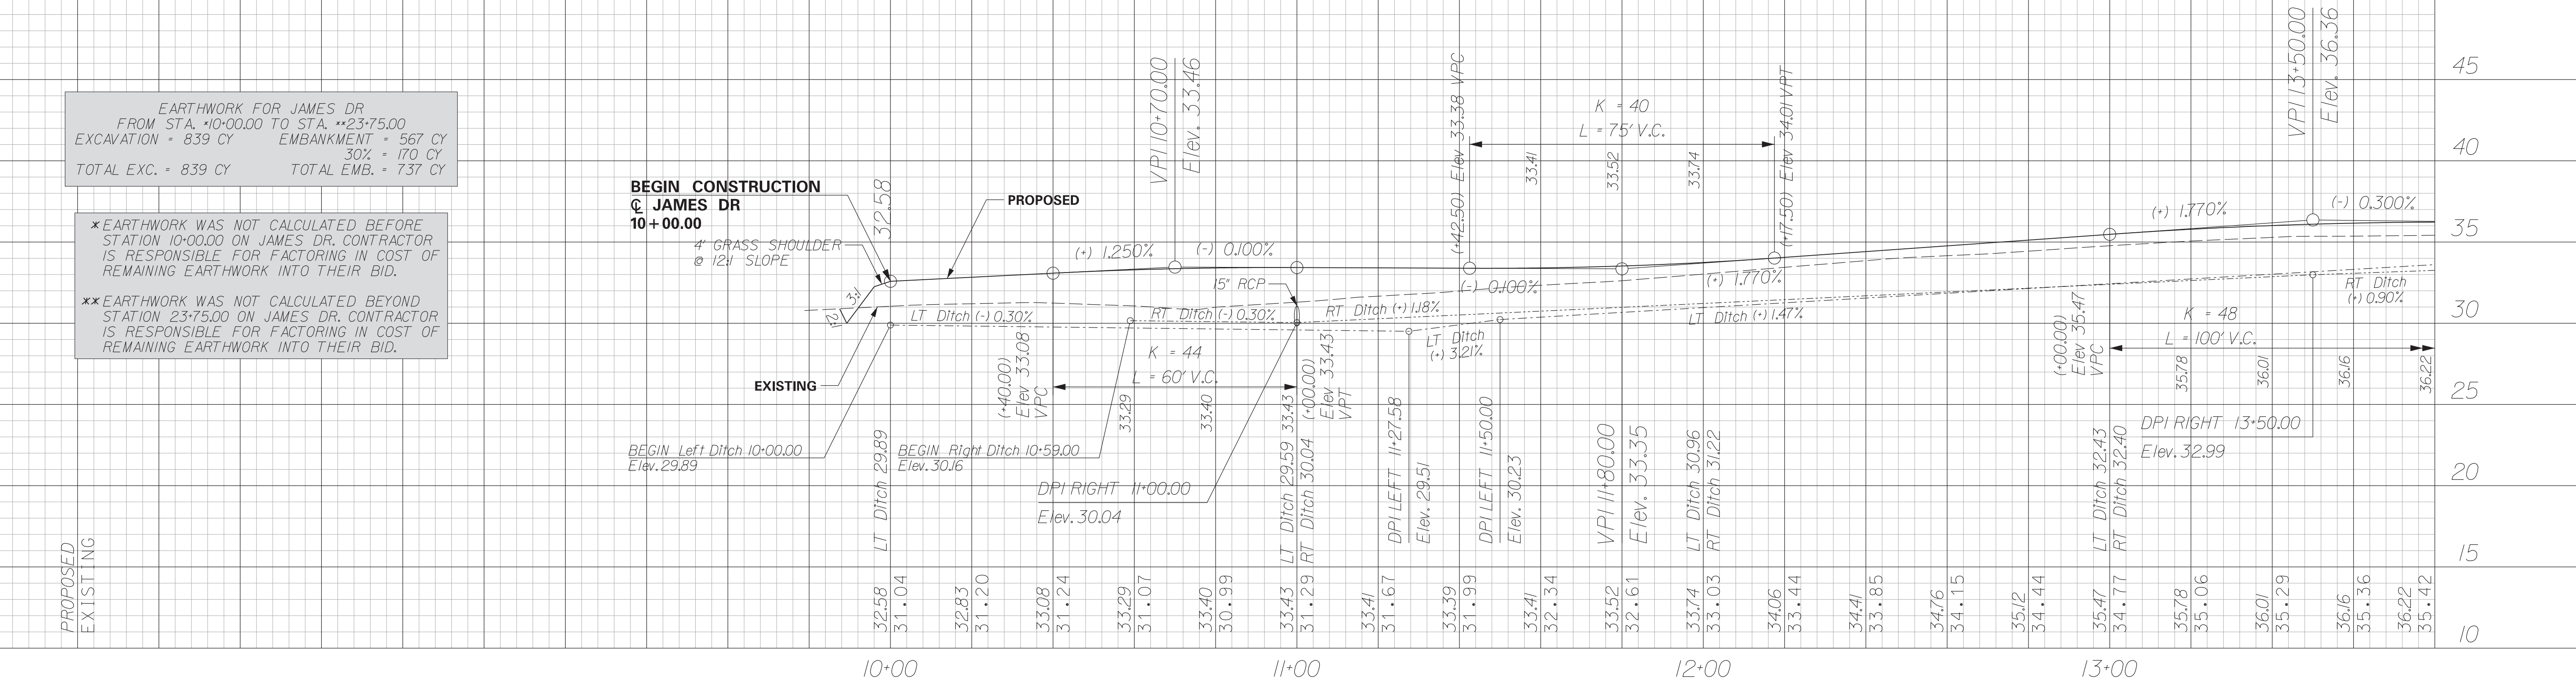 EARTHWORK FOR JAMES DR
FROM STA. *10+00.00 TO STA. **23+75.00
EXCAVATION = 839 CY EMBANKMENT = 567 CY
30% = 170 CY
TOTAL EXC. = 839 CY TOTAL EMB. = 737 CY
* EARTHWORK WAS NOT CALCULATED BEFORE
STATION 10+00.00 ON JAMES DR. CONTRACTOR
IS RESPONSIBLE FOR FACTORING IN COST OF
REMAINING EARTHWORK INTO THEIR BID.
** EARTHWORK WAS NOT CALCULATED BEYOND
STATION 23+75.00 ON JAMES DR. CONTRACTOR
IS RESPONSIBLE FOR FACTORING IN COST OF
REMAINING EARTHWORK INTO THEIR BID.
PROPOSED
EXISTING
BEGIN CONSTRUCTION
℄ JAMES DR
10+00.00
4' GRASS SHOULDER
@ 12:1 SLOPE
3:1
2:1
EXISTING
32.58
PROPOSED
(+) 1.250%
VPI 10+70.00
Elev. 33.46
(-) 0.100%
15" RCP
LT Ditch (-) 0.30%
RT Ditch (-) 0.30%
RT Ditch (+) 1.18%
K = 44
L = 60' V.C.
(+40.00)
Elev 33.08
VPC
33.29
33.40
33.43
(+00.00)
Elev 33.43
VPT
BEGIN Left Ditch 10+00.00
Elev. 29.89
LT Ditch 29.89
BEGIN Right Ditch 10+59.00
Elev. 30.16
DPI RIGHT 11+00.00
Elev. 30.04
LT Ditch 29.59
RT Ditch 30.04
DPI LEFT 11+27.58
Elev. 29.51
LT Ditch
(+) 3.21%
DPI LEFT 11+50.00
Elev. 30.23
(+42.50) Elev 33.38 VPC
K = 40
L = 75' V.C.
33.41
33.52
33.74
(+17.50) Elev 34.01 VPT
(-) 0.100%
(+) 1.770%
LT Ditch (+) 1.47%
VPI 11+80.00
Elev. 33.35
LT Ditch 30.96
RT Ditch 31.22
(+) 1.770%
VPI 13+50.00
Elev. 36.36
(-) 0.300%
RT Ditch
(+) 0.90%
(+00.00)
Elev 35.47
VPC
K = 48
L = 100' V.C.
35.78
36.01
36.16
36.22
DPI RIGHT 13+50.00
Elev. 32.99
LT Ditch 32.43
RT Ditch 32.40
45
40
35
30
25
20
15
10
32.58
31.04
32.83
31.20
33.08
31.24
33.29
31.07
33.40
30.99
33.43
31.29
33.41
31.67
33.39
31.99
33.41
32.34
33.52
32.61
33.74
33.03
34.06
33.44
34.41
33.85
34.76
34.15
35.12
34.44
35.47
34.77
35.78
35.06
36.01
35.29
36.16
35.36
36.22
35.42
10+00
11+00
12+00
13+00